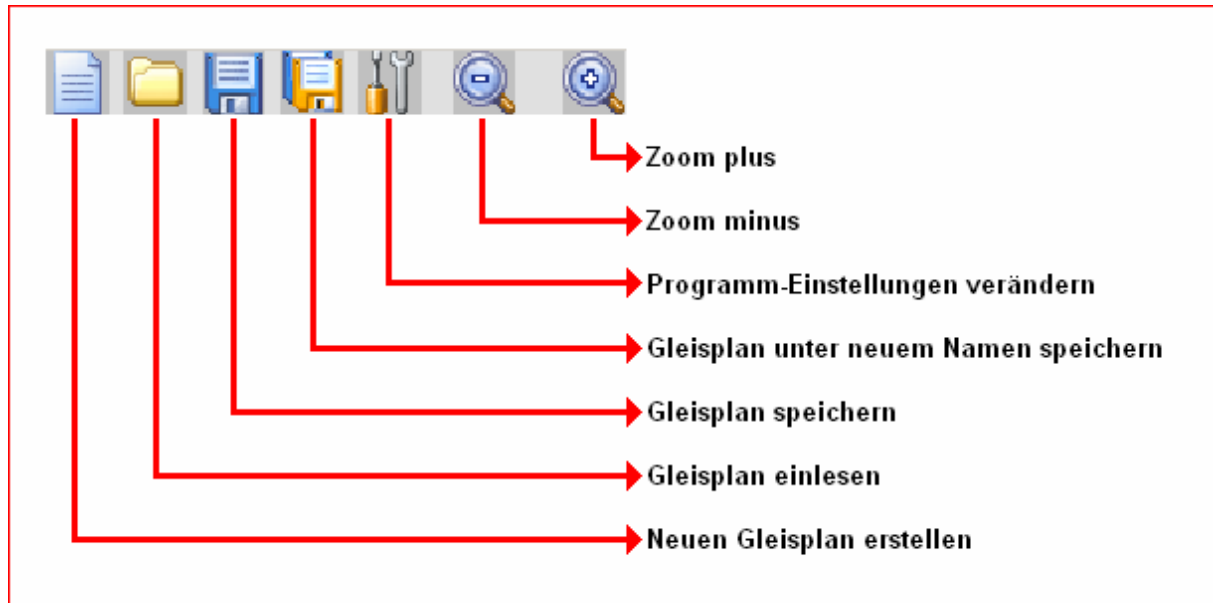 Zoom plus
Zoom minus
Programm-Einstellungen verändern
Gleisplan unter neuem Namen speichern
Gleisplan speichern
Gleisplan einlesen
Neuen Gleisplan erstellen